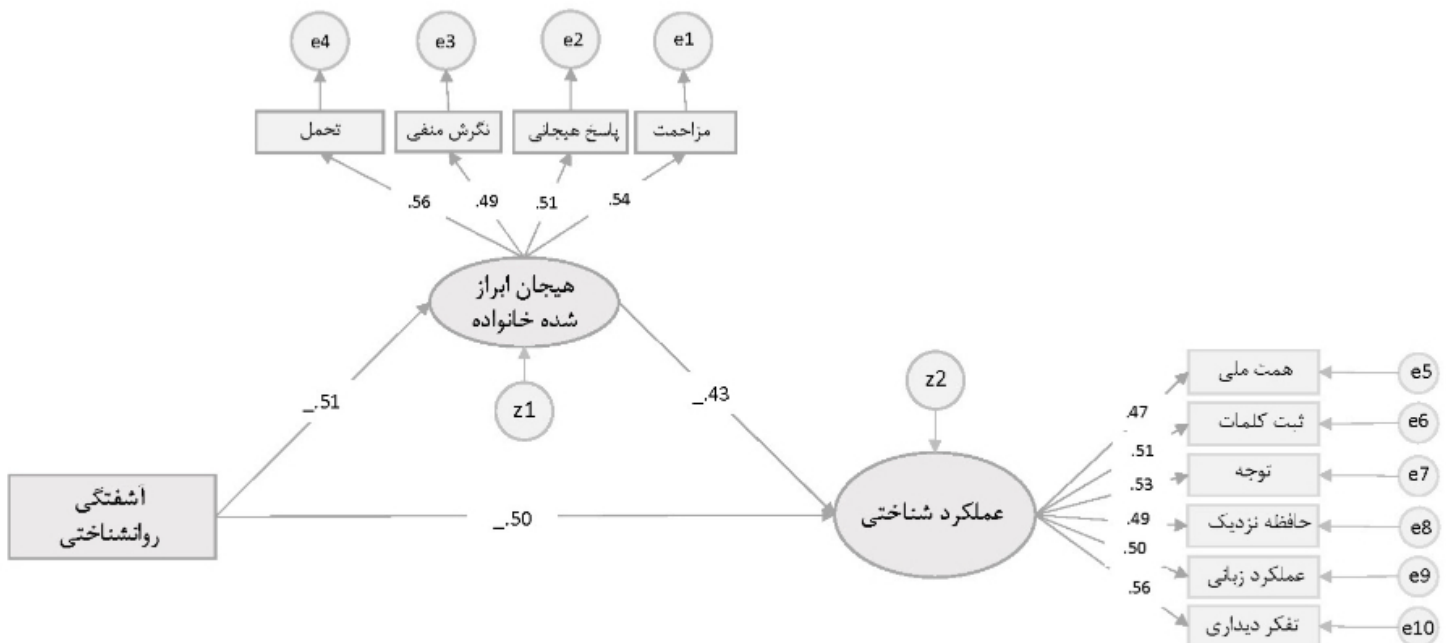 e4
e3
e2
e1
تحمل
نگرش منفی
پاسخ هیجانی
مزاحمت
.56
.49
.51
.54
هیجان ابراز
شده خانواده
z1
_.51
_.43
z2
آشفتگی
روانشناختی
_.50
عملکرد شناختی
.47
.51
.53
.49
.50
.56
همت ملی
ثبت کلمات
توجه
حافظه نزدیک
عملکرد زبانی
تفکر دیداری
e5
e6
e7
e8
e9
e10